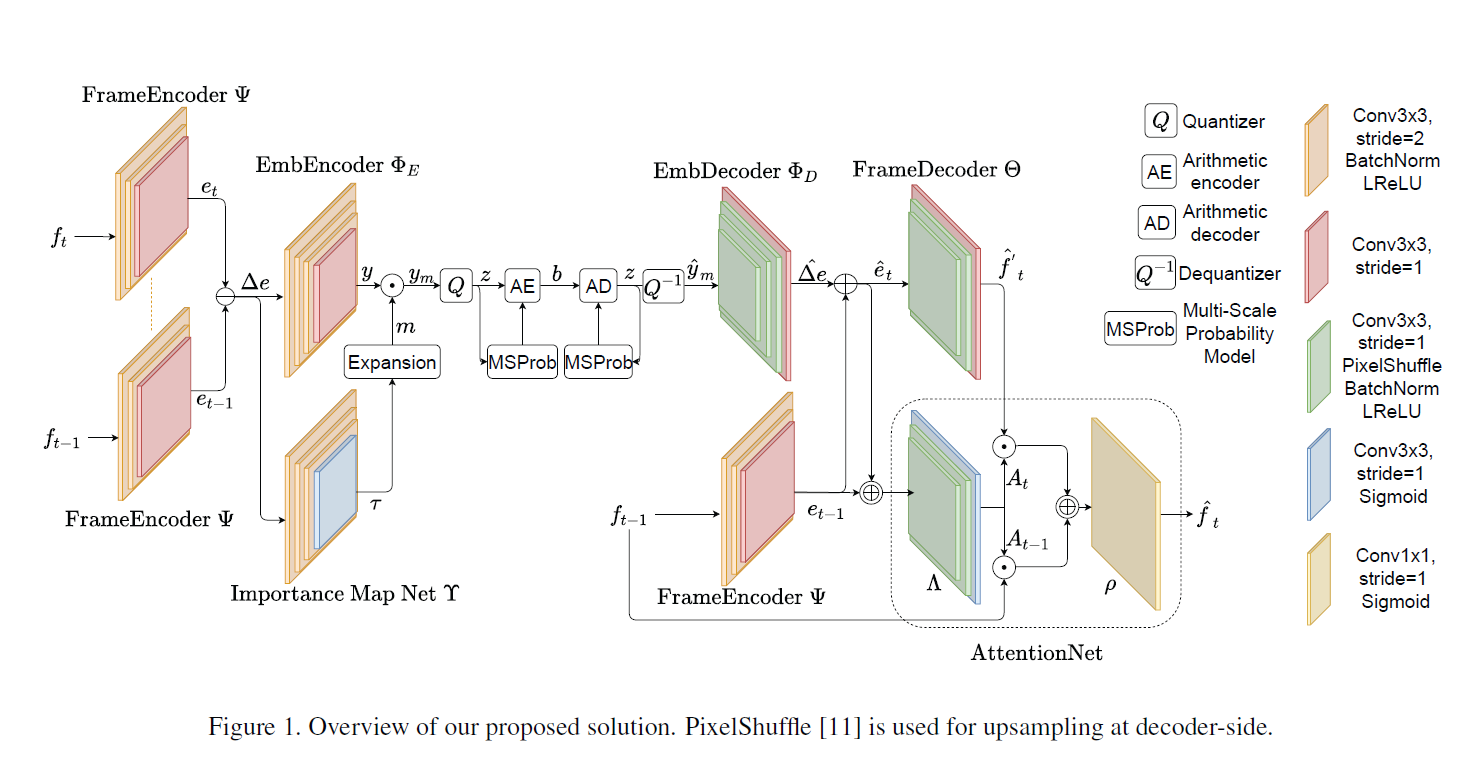 FrameEncoder Ψ
f_t
e_t
Δe
f_{t−1}
e_{t−1}
FrameEncoder Ψ
EmbEncoder Φ_E
y
y_m
Q
z
AE
b
AD
z
Q^{−1}
ŷ_m
m
Expansion
MSProb
MSProb
τ
Importance Map Net ϒ
EmbDecoder Φ_D
Δ̂e
ê_t
FrameDecoder Θ
f̂'_t
f_{t−1}
e_{t−1}
FrameEncoder Ψ
Λ
A_t
A_{t−1}
ρ
f̂_t
AttentionNet
Q Quantizer
AE Arithmetic
encoder
AD Arithmetic
decoder
Q^{−1} Dequantizer
MSProb Multi-Scale
Probability
Model
Conv3x3,
stride=2
BatchNorm
LReLU
Conv3x3,
stride=1
Conv3x3,
stride=1
PixelShuffle
BatchNorm
LReLU
Conv3x3,
stride=1
Sigmoid
Conv1x1,
stride=1
Sigmoid
Figure 1. Overview of our proposed solution. PixelShuffle [11] is used for upsampling at decoder-side.